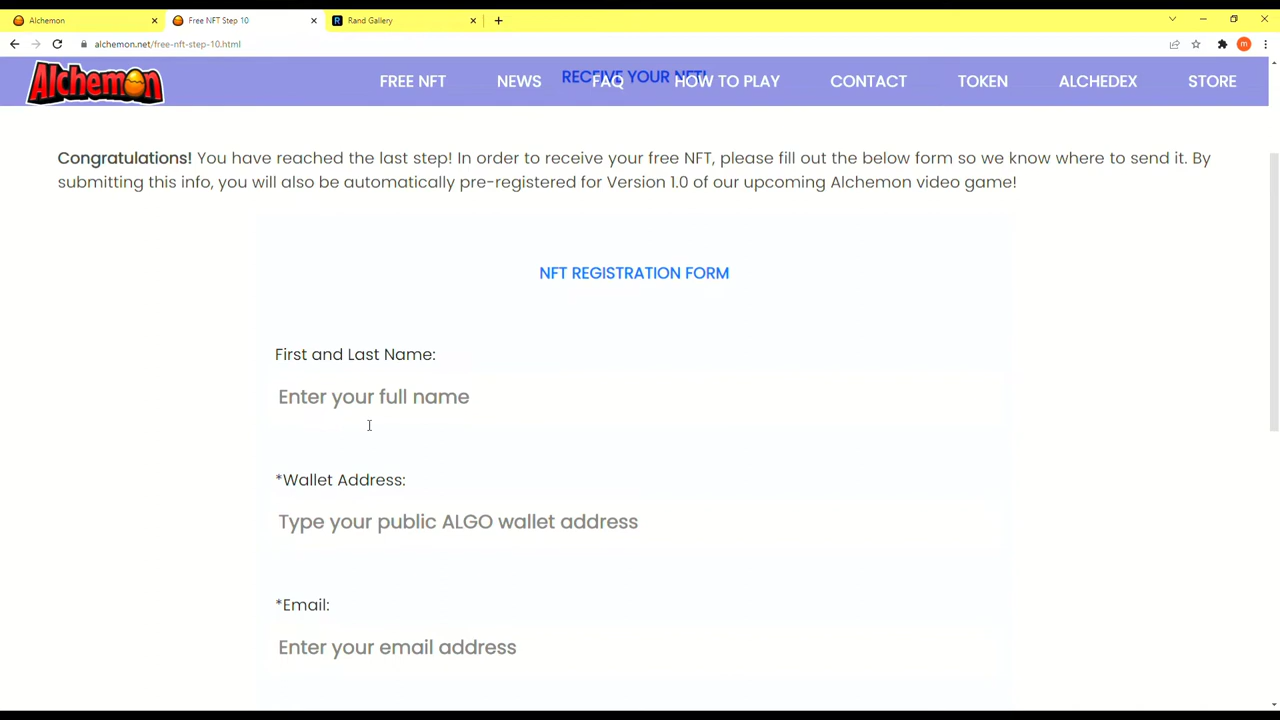 Alchemon
Free NFT Step 10
Rand Gallery
alchemon.net/free-nft-step-10.html
m
Alchemon
RECEIVE YOUR NFT!
FREE NFT
NEWS
FAQ
HOW TO PLAY
CONTACT
TOKEN
ALCHEDEX
STORE
Congratulations! You have reached the last step! In order to receive your free NFT, please fill out the below form so we know where to send it. By
submitting this info, you will also be automatically pre-registered for Version 1.0 of our upcoming Alchemon video game!
NFT REGISTRATION FORM
First and Last Name:
Enter your full name
*Wallet Address:
Type your public ALGO wallet address
*Email:
Enter your email address